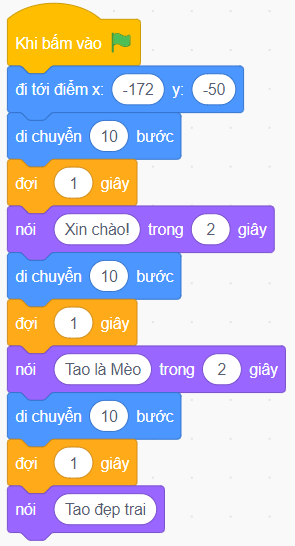 Khi bấm vào
đi tới điểm x: -172 y: -50
di chuyển 10 bước
đợi 1 giây
nói Xin chào! trong 2 giây
di chuyển 10 bước
đợi 1 giây
nói Tao là Mèo trong 2 giây
di chuyển 10 bước
đợi 1 giây
nói Tao đẹp trai